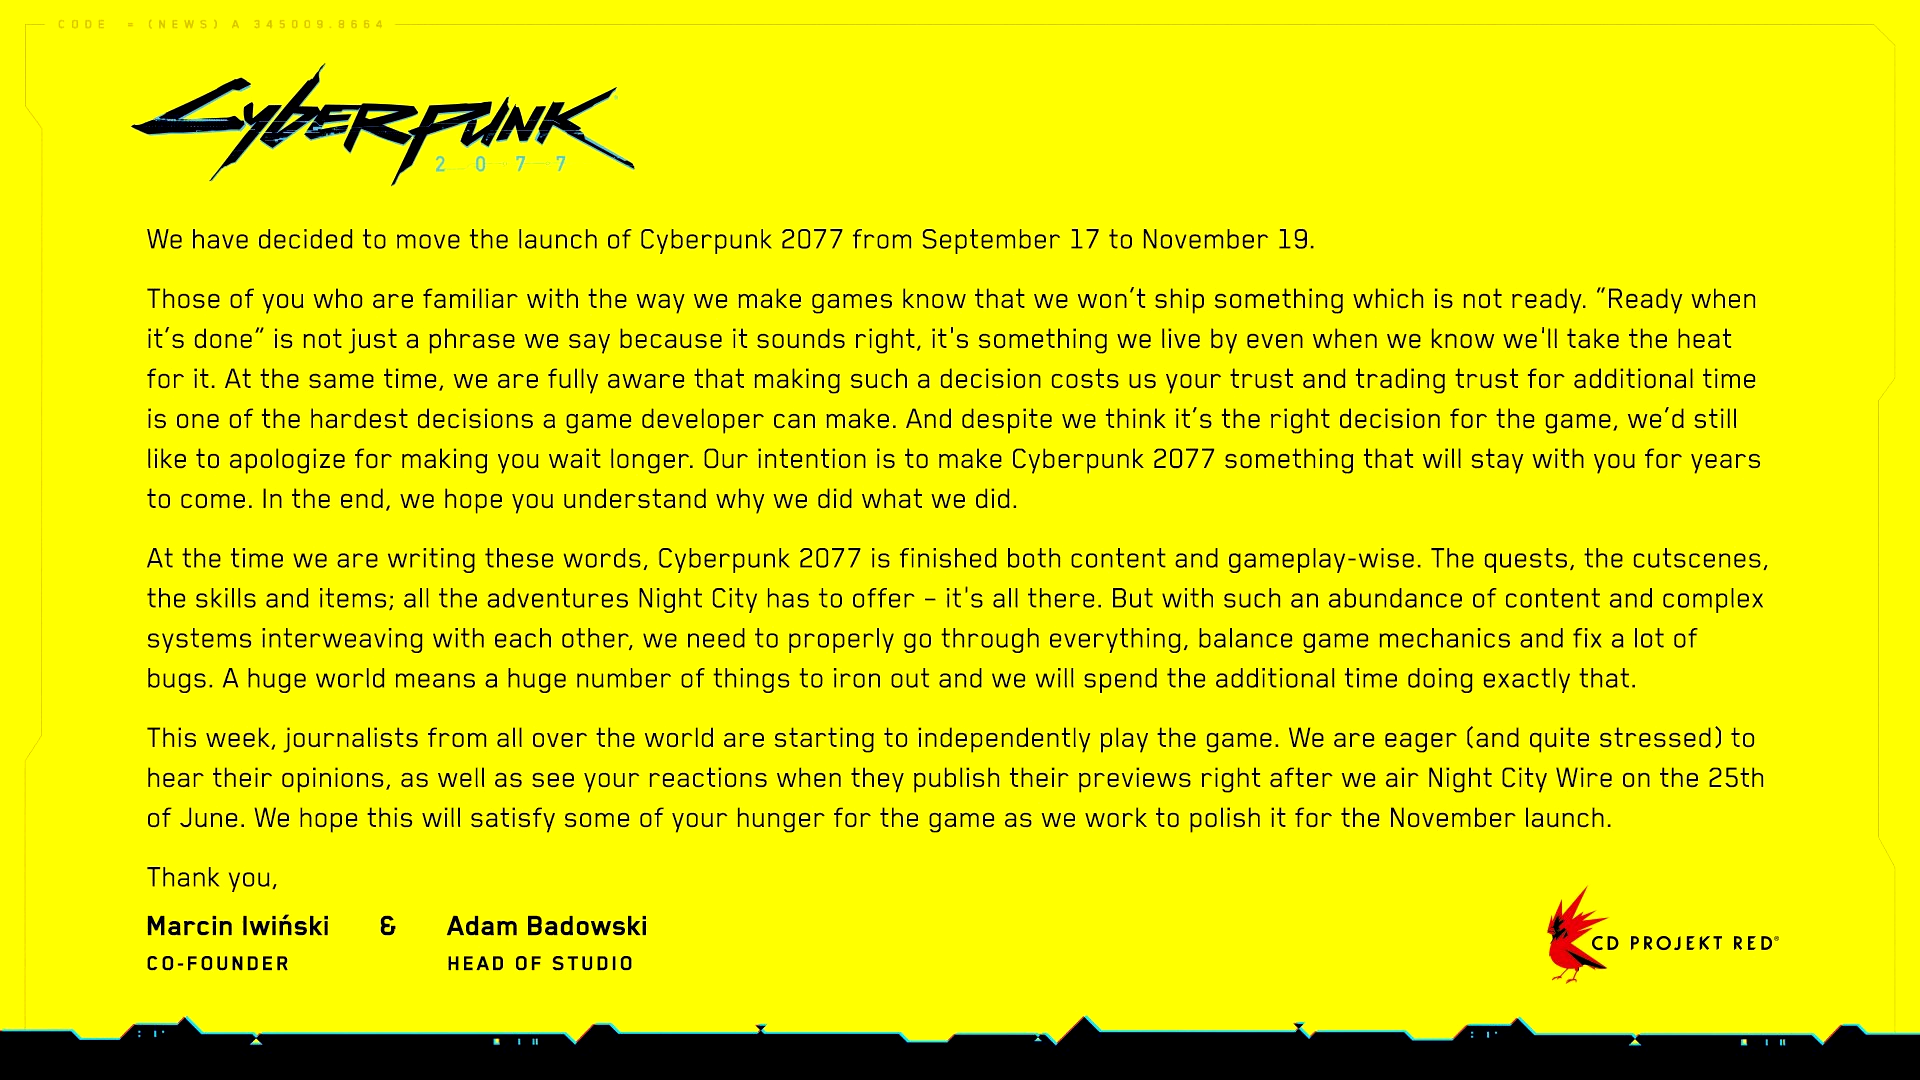 CODE = (NEWS) A 345009.8664
Cyberpunk
2077
We have decided to move the launch of Cyberpunk 2077 from September 17 to November 19.
Those of you who are familiar with the way we make games know that we won’t ship something which is not ready. “Ready when
it’s done” is not just a phrase we say because it sounds right, it's something we live by even when we know we'll take the heat
for it. At the same time, we are fully aware that making such a decision costs us your trust and trading trust for additional time
is one of the hardest decisions a game developer can make. And despite we think it’s the right decision for the game, we’d still
like to apologize for making you wait longer. Our intention is to make Cyberpunk 2077 something that will stay with you for years
to come. In the end, we hope you understand why we did what we did.
At the time we are writing these words, Cyberpunk 2077 is finished both content and gameplay-wise. The quests, the cutscenes,
the skills and items; all the adventures Night City has to offer – it's all there. But with such an abundance of content and complex
systems interweaving with each other, we need to properly go through everything, balance game mechanics and fix a lot of
bugs. A huge world means a huge number of things to iron out and we will spend the additional time doing exactly that.
This week, journalists from all over the world are starting to independently play the game. We are eager (and quite stressed) to
hear their opinions, as well as see your reactions when they publish their previews right after we air Night City Wire on the 25th
of June. We hope this will satisfy some of your hunger for the game as we work to polish it for the November launch.
Thank you,
Marcin Iwiński & Adam Badowski
CO-FOUNDER HEAD OF STUDIO
CD PROJEKT RED®